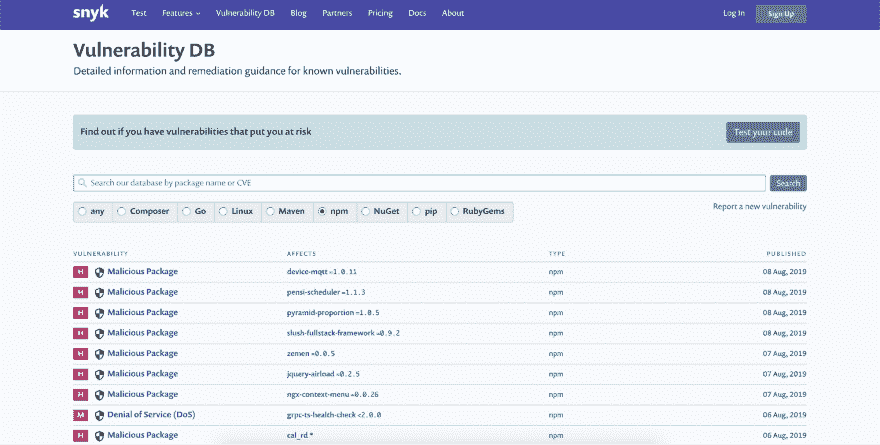 snyk Test Features Vulnerability DB Blog Partners Pricing Docs About Log In Sign Up
Vulnerability DB
Detailed information and remediation guidance for known vulnerabilities.
Find out if you have vulnerabilities that put you at risk Test your code
Search our database by package name or CVE Search
any Composer Go Linux Maven npm NuGet pip RubyGems Report a new vulnerability
VULNERABILITY AFFECTS TYPE PUBLISHED
H Malicious Package device-mqtt =1.0.11 npm 08 Aug, 2019
H Malicious Package pensi-scheduler =1.1.3 npm 08 Aug, 2019
H Malicious Package pyramid-proportion =1.0.5 npm 08 Aug, 2019
H Malicious Package slush-fullstack-framework =0.9.2 npm 08 Aug, 2019
H Malicious Package zemen =0.0.5 npm 07 Aug, 2019
H Malicious Package jquery-airload =0.2.5 npm 07 Aug, 2019
H Malicious Package ngx-context-menu =0.0.26 npm 07 Aug, 2019
M Denial of Service (DoS) grpc-ts-health-check <2.0.0 npm 06 Aug, 2019
H Malicious Package cal_rd * npm 06 Aug, 2019